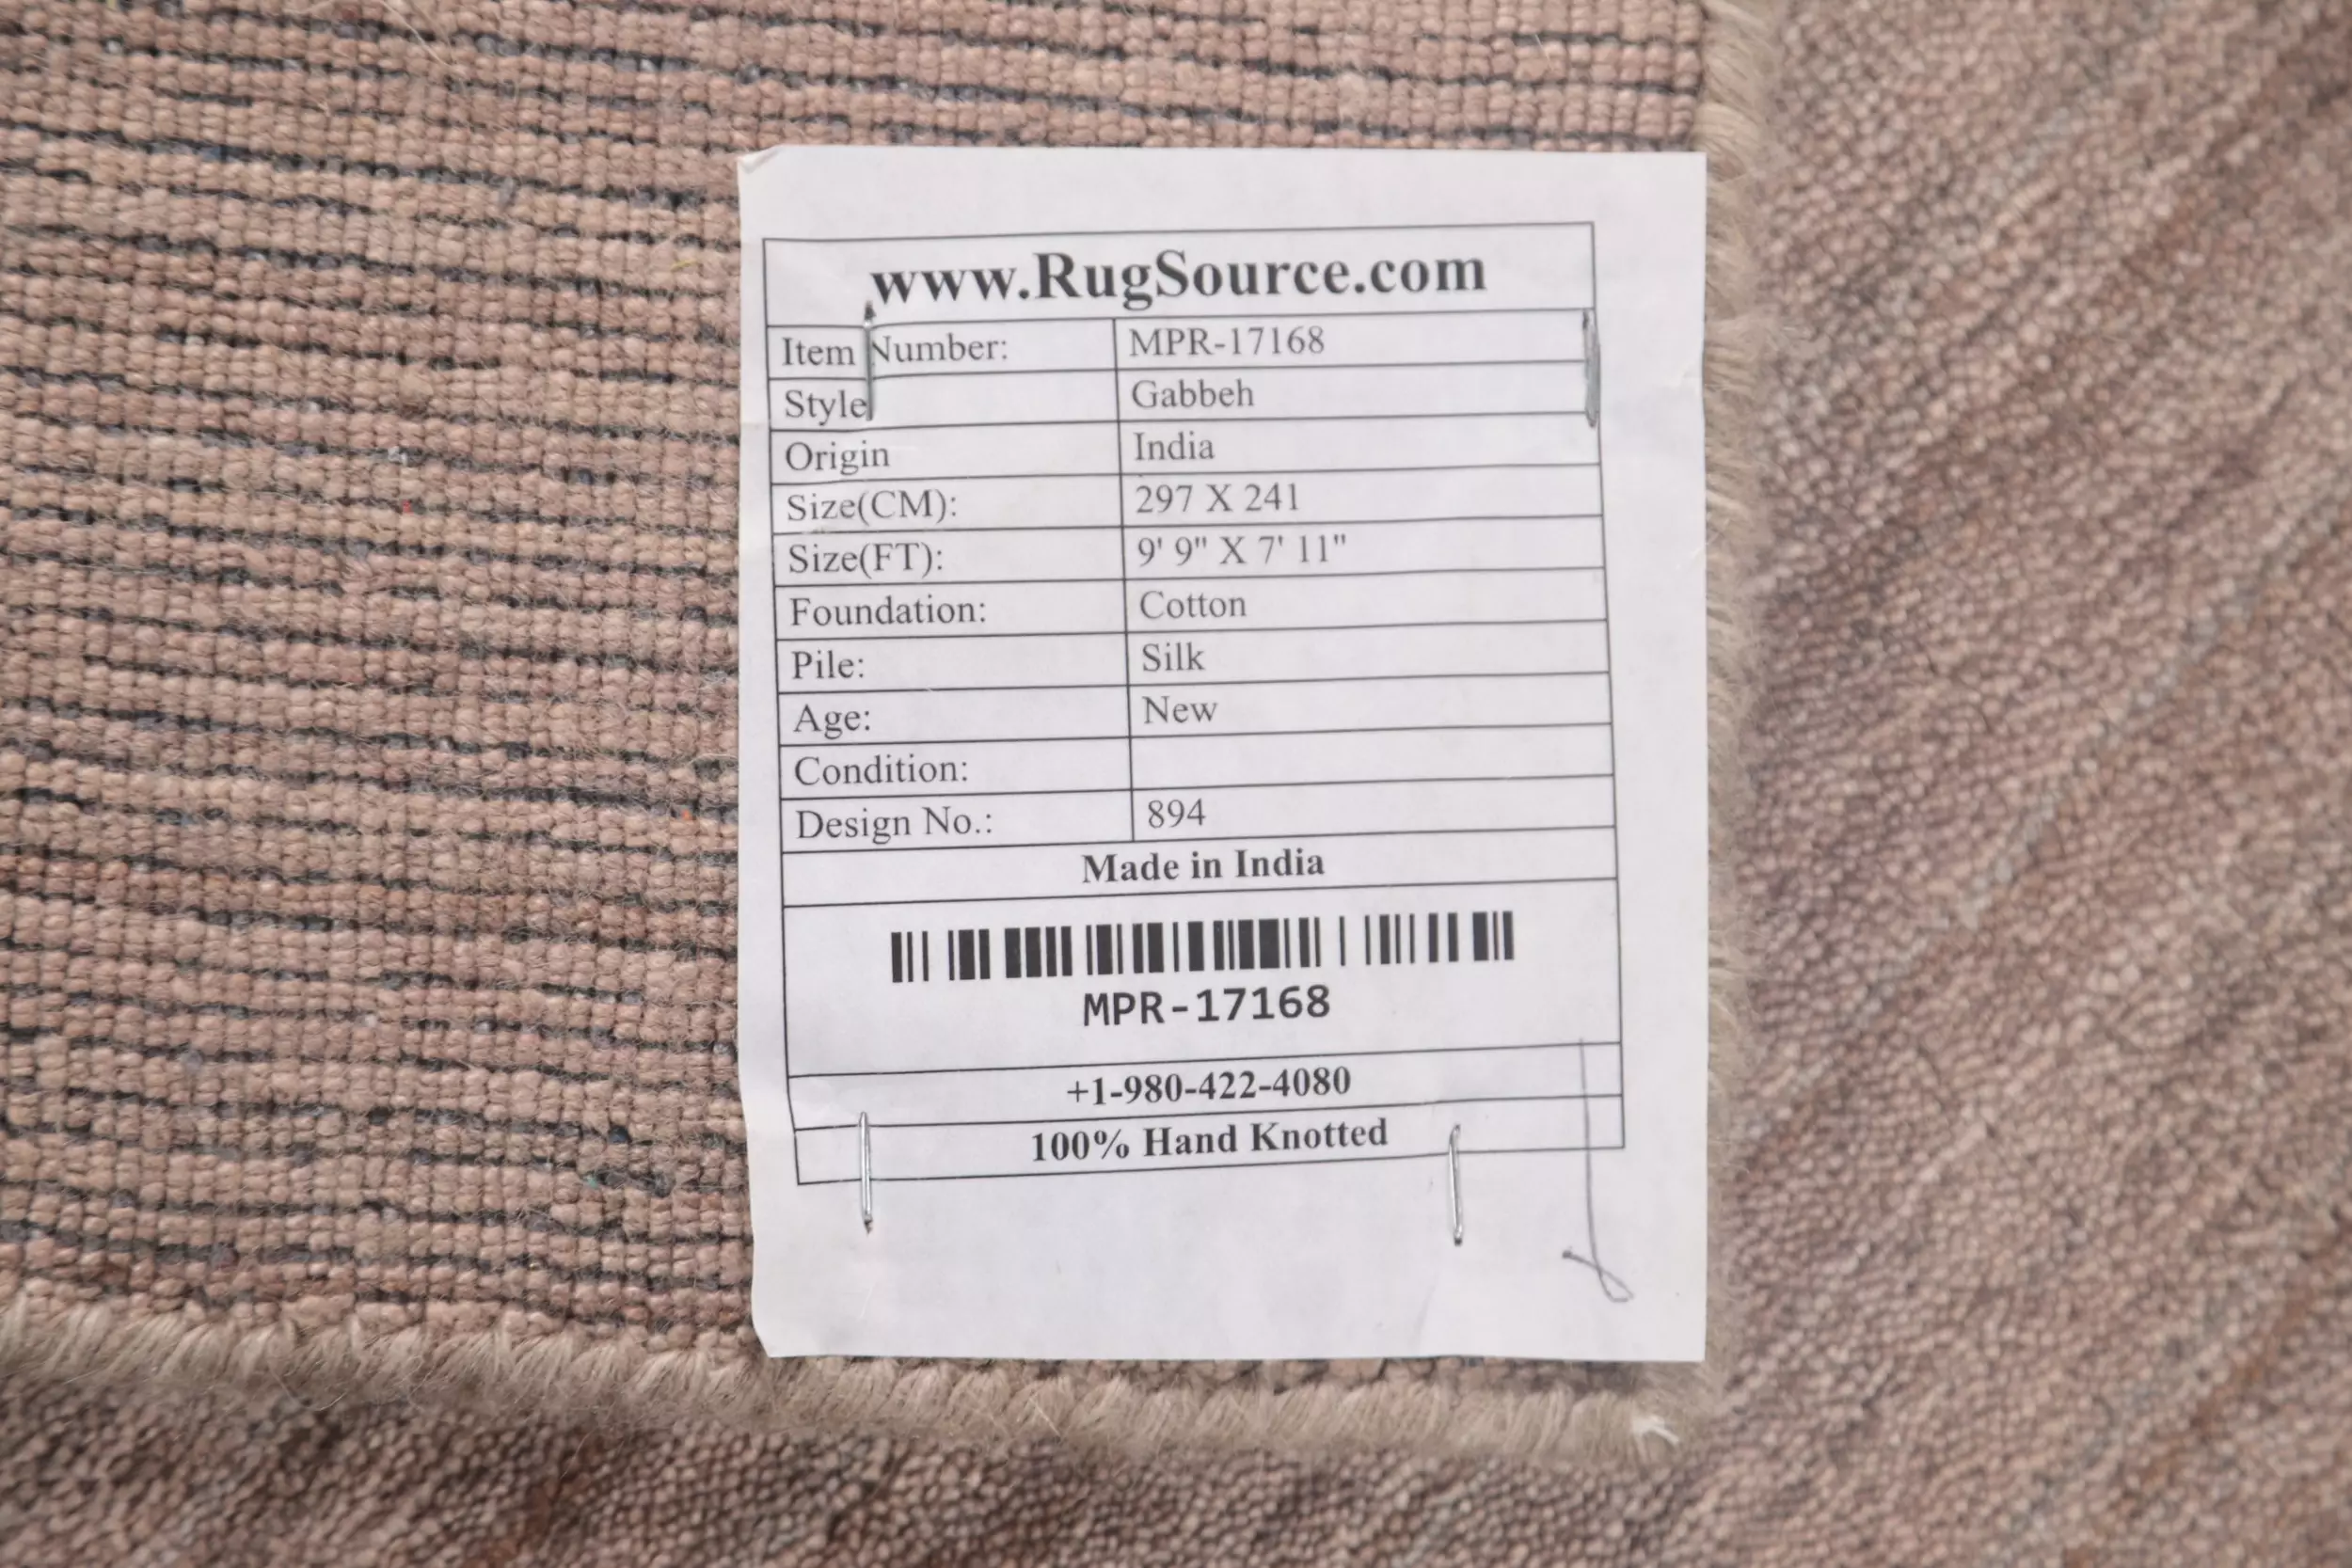 www.RugSource.com
Item Number: MPR-17168
Style Gabbeh
Origin India
Size(CM): 297 X 241
Size(FT): 9' 9" X 7' 11"
Foundation: Cotton
Pile: Silk
Age: New
Condition:
Design No.: 894
Made in India
MPR-17168
+1-980-422-4080
100% Hand Knotted